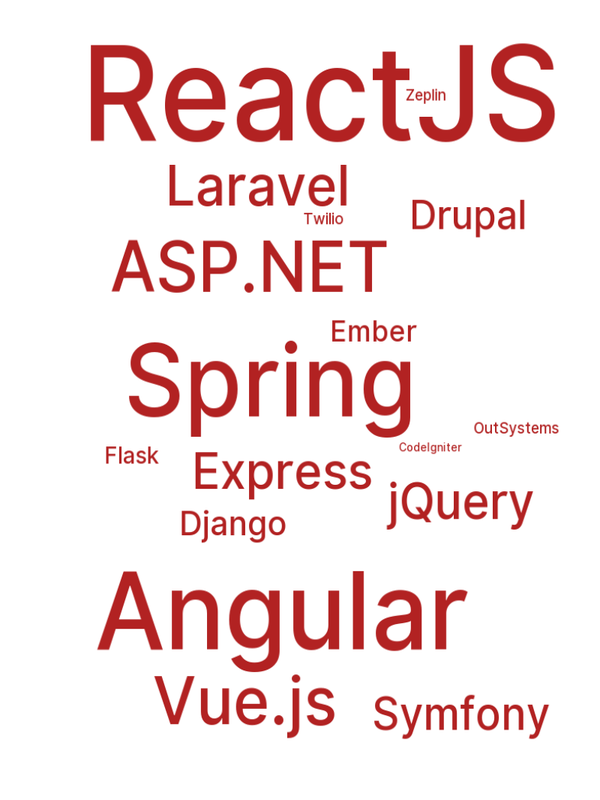 ReactJS
Zeplin
Laravel
Drupal
Twilio
ASP.NET
Ember
Spring
OutSystems
CodeIgniter
Flask
Express
jQuery
Django
Angular
Vue.js
Symfony